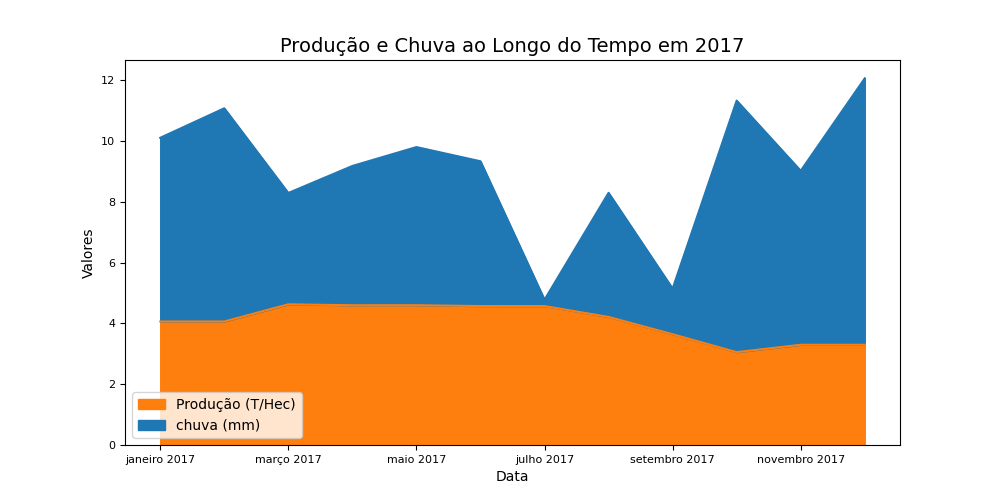 Produção e Chuva ao Longo do Tempo em 2017
Valores
12
10
8
6
4
2
0
Produção (T/Hec)
chuva (mm)
janeiro 2017 março 2017 maio 2017 julho 2017 setembro 2017 novembro 2017
Data